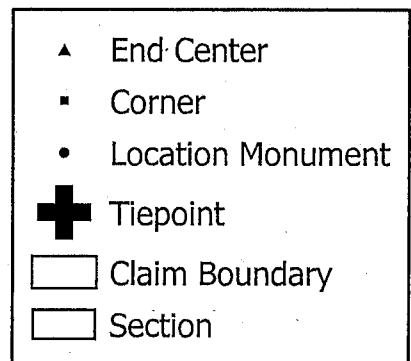 End Center
Corner
Location Monument
Tiepoint
Claim Boundary
Section